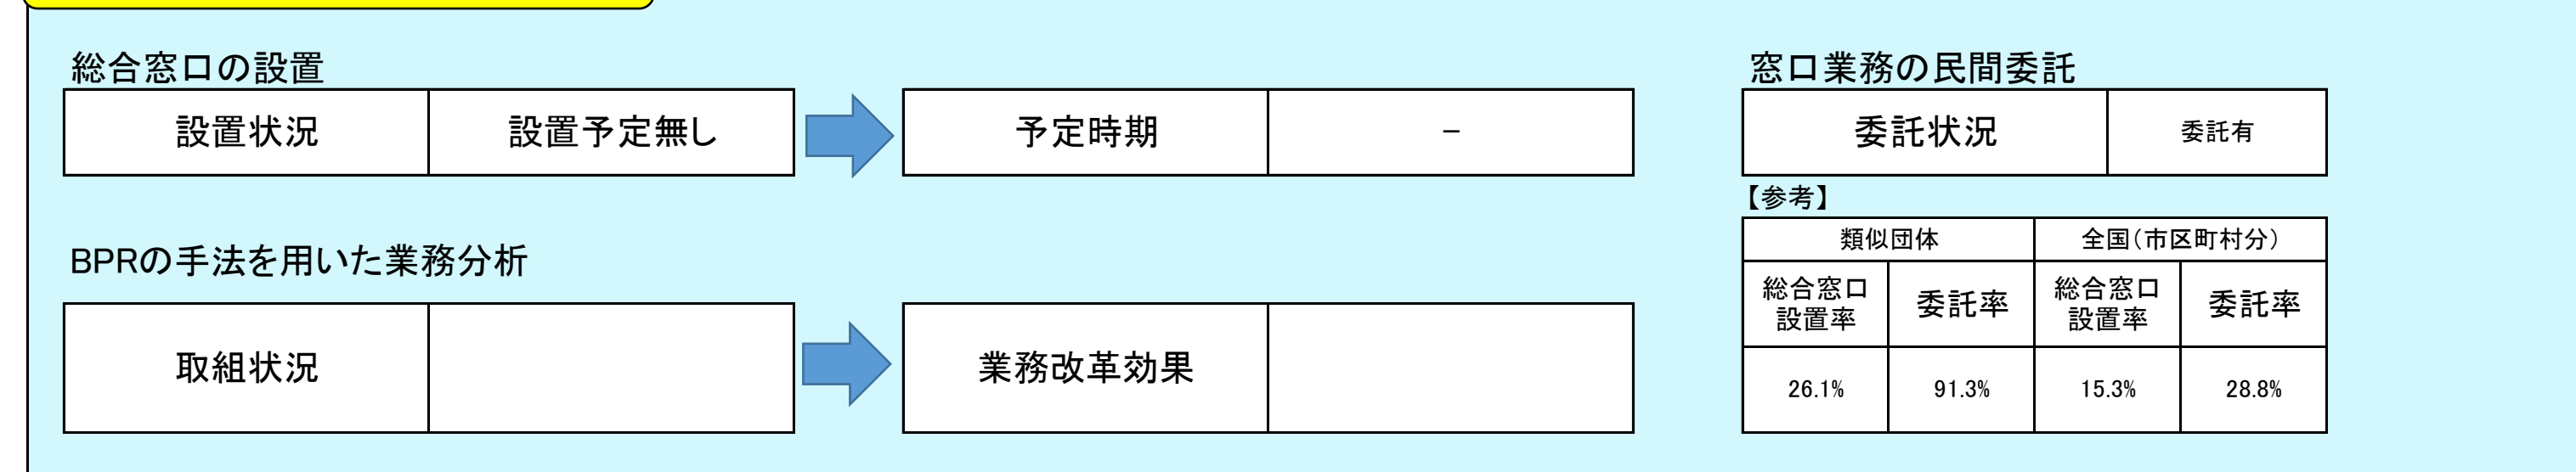 総合窓口の設置
設置状況
設置予定無し
予定時期
－
BPRの手法を用いた業務分析
取組状況
業務改革効果
窓口業務の民間委託
委託状況
委託有
【参考】
類似団体
全国（市区町村分）
総合窓口
設置率
委託率
総合窓口
設置率
委託率
26.1%
91.3%
15.3%
28.8%